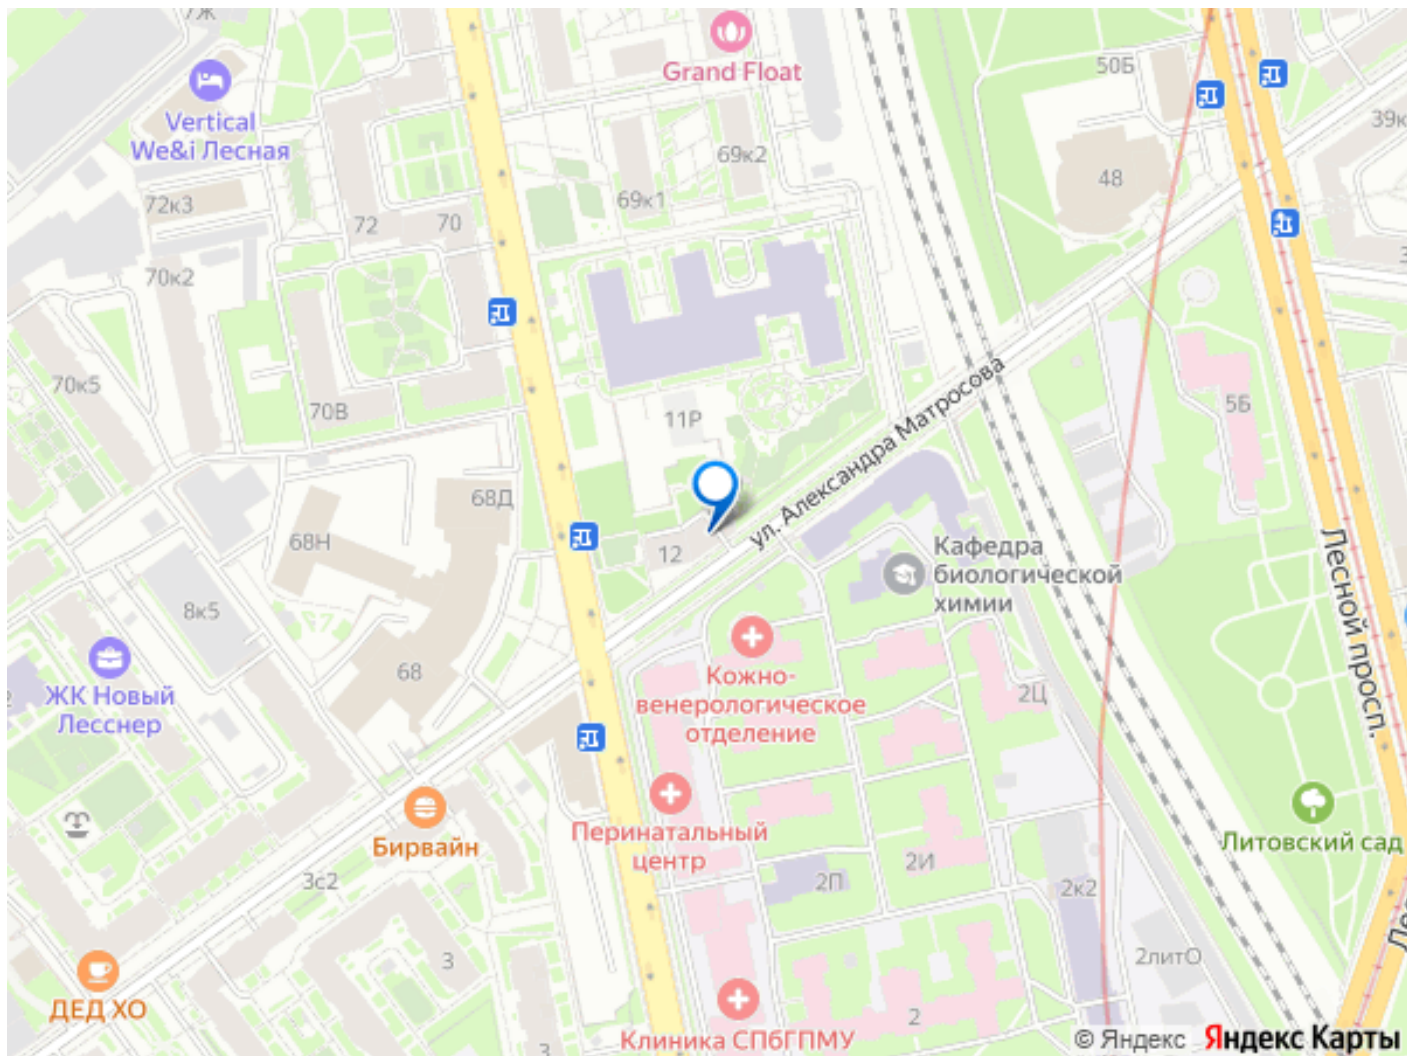 7Ж
Grand Float
50Б
Vertical
We&i Лесная
39к
69к2
48
72к3
69к1
72
70
70к2
70к5
70В
11Р
5Б
ул. Александра Матросова
68Д
68Н
12
Кафедра
биологической
химии
Лесной просп.
8к5
ЖК Новый
Лесснер
68
Кожно-
венерологическое
отделение
2Ц
Бирвайн
Перинатальный
центр
Литовский сад
3с2
2П
2И
2к2
3
2литО
ДЕД ХО
Клиника СПбГПМУ
2
3
© Яндекс
Яндекс Карты